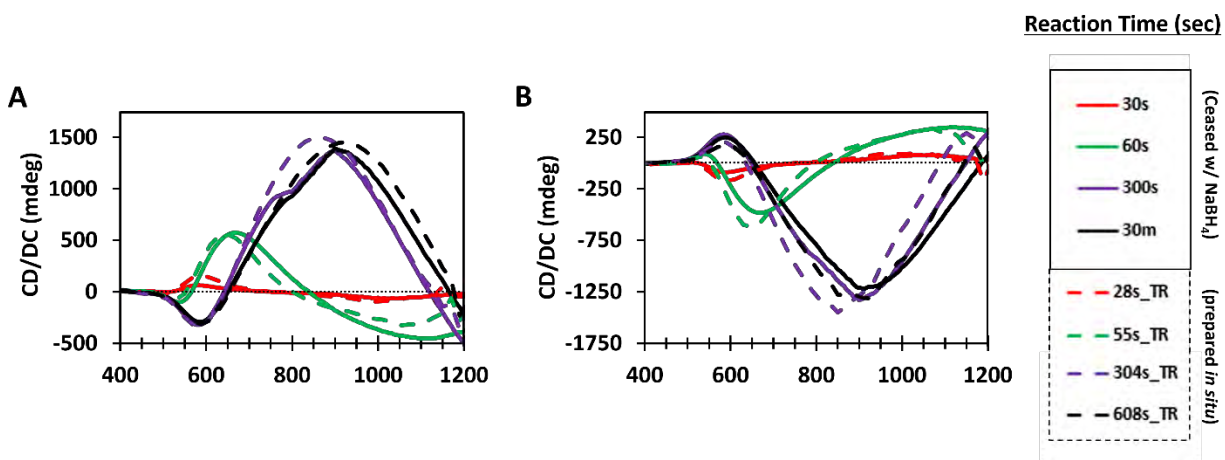 Reaction Time (sec)
A
CD/DC (mdeg)
1500
1000
500
0
-500
400
600
800
1000
1200
B
CD/DC (mdeg)
250
-250
-750
-1250
-1750
400
600
800
1000
1200
30s
60s
300s
30m
(Ceased w/ NaBH4)
28s_TR
55s_TR
304s_TR
608s_TR
(prepared in situ)